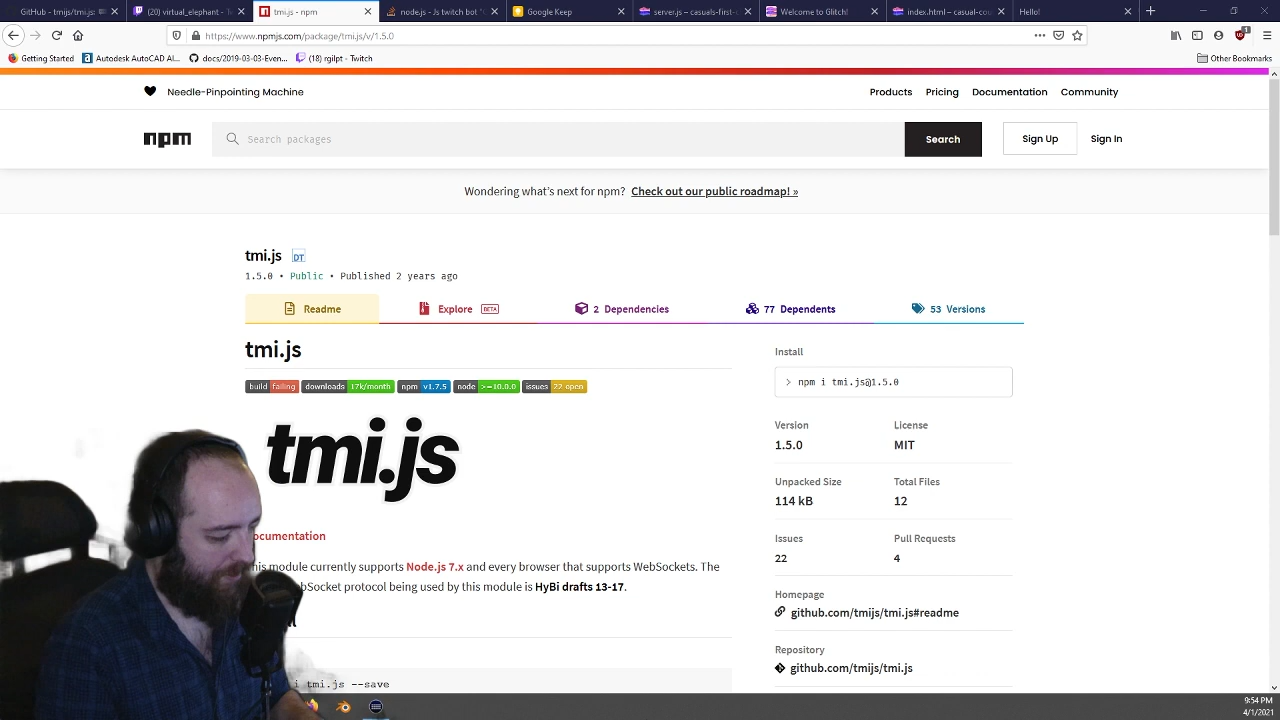 GitHub - tmijs/tmi.js:
(20) virtual_elephant - Tw
tmi.js - npm
node.js - Js twitch bot "C
Google Keep
server.js – casuals-first-s
Welcome to Glitch!
index.html – casual-cou
Hello!
https://www.npmjs.com/package/tmi.js/v/1.5.0
1
Getting Started
Autodesk AutoCAD Al...
docs/2019-03-03-Even...
(18) rgilpt - Twitch
Other Bookmarks
Needle-Pinpointing Machine
Products
Pricing
Documentation
Community
npm
Search packages
Search
Sign Up
Sign In
Wondering what's next for npm? Check out our public roadmap! »
tmi.js DT
1.5.0 • Public • Published 2 years ago
Readme
Explore BETA
2 Dependencies
77 Dependents
53 Versions
tmi.js
build failing downloads 17k/month npm v1.7.5 node >=10.0.0 issues 22 open
tmi.js
ocumentation
his module currently supports Node.js 7.x and every browser that supports WebSockets. The
bSocket protocol being used by this module is HyBi drafts 13-17.
i tmi.js --save
Install
> npm i tmi.js@1.5.0
Version
1.5.0
License
MIT
Unpacked Size
114 kB
Total Files
12
Issues
22
Pull Requests
4
Homepage
github.com/tmijs/tmi.js#readme
Repository
github.com/tmijs/tmi.js
9:54 PM
4/1/2021